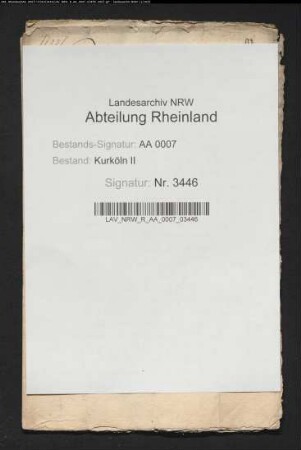 Landesarchiv NRW
Abteilung Rheinland
Bestands-Signatur: AA 0007
Bestand: Kurköln II
Signatur: Nr. 3446
LAV_NRW_R_AA_0007_03446